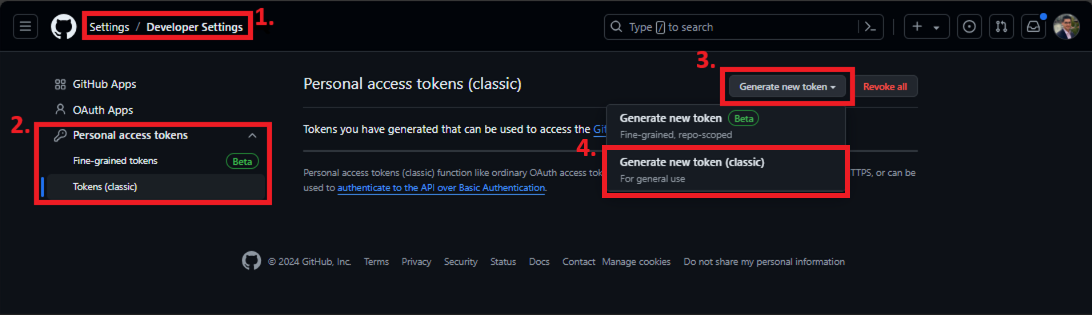 1.
Settings / Developer Settings
Type / to search
3.
GitHub Apps
OAuth Apps
2.
Personal access tokens
Fine-grained tokens Beta
Tokens (classic)
Personal access tokens (classic)
Generate new token
Revoke all
Tokens you have generated that can be used to access the Git
4.
Generate new token Beta
Fine-grained, repo-scoped
Generate new token (classic)
For general use
Personal access tokens (classic) function like ordinary OAuth access tok TTPS, or can be
used to authenticate to the API over Basic Authentication.
© 2024 GitHub, Inc. Terms Privacy Security Status Docs Contact Manage cookies Do not share my personal information